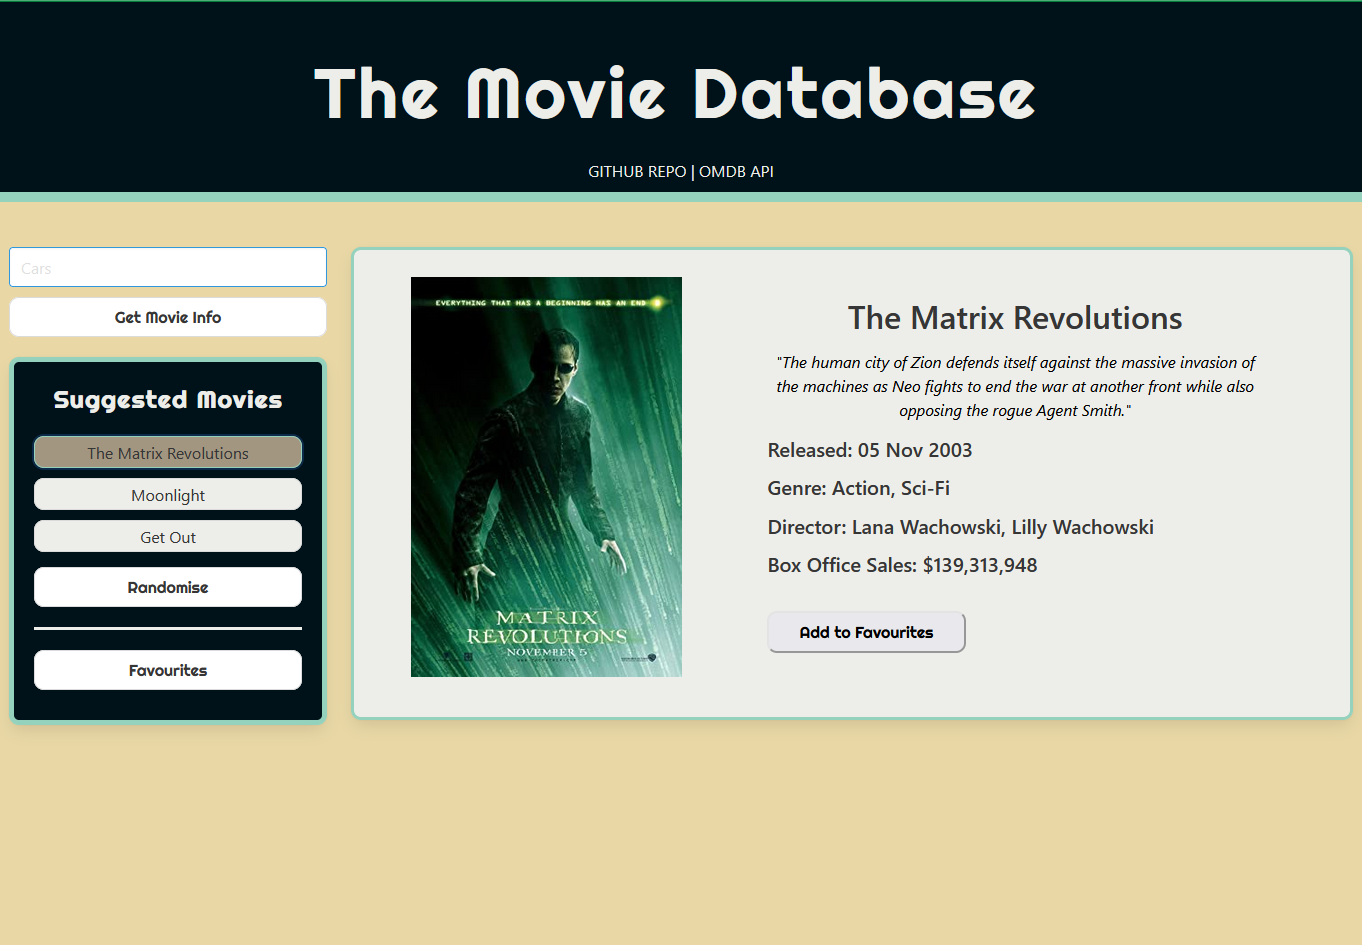 The Movie Database
GITHUB REPO | OMDB API
Cars
Get Movie Info
Suggested Movies
The Matrix Revolutions
Moonlight
Get Out
Randomise
Favourites
EVERYTHING THAT HAS A BEGINNING HAS AN END
MATRIX
REVOLUTIONS
NOVEMBER 5
The Matrix Revolutions
"The human city of Zion defends itself against the massive invasion of
the machines as Neo fights to end the war at another front while also
opposing the rogue Agent Smith."
Released: 05 Nov 2003
Genre: Action, Sci-Fi
Director: Lana Wachowski, Lilly Wachowski
Box Office Sales: $139,313,948
Add to Favourites